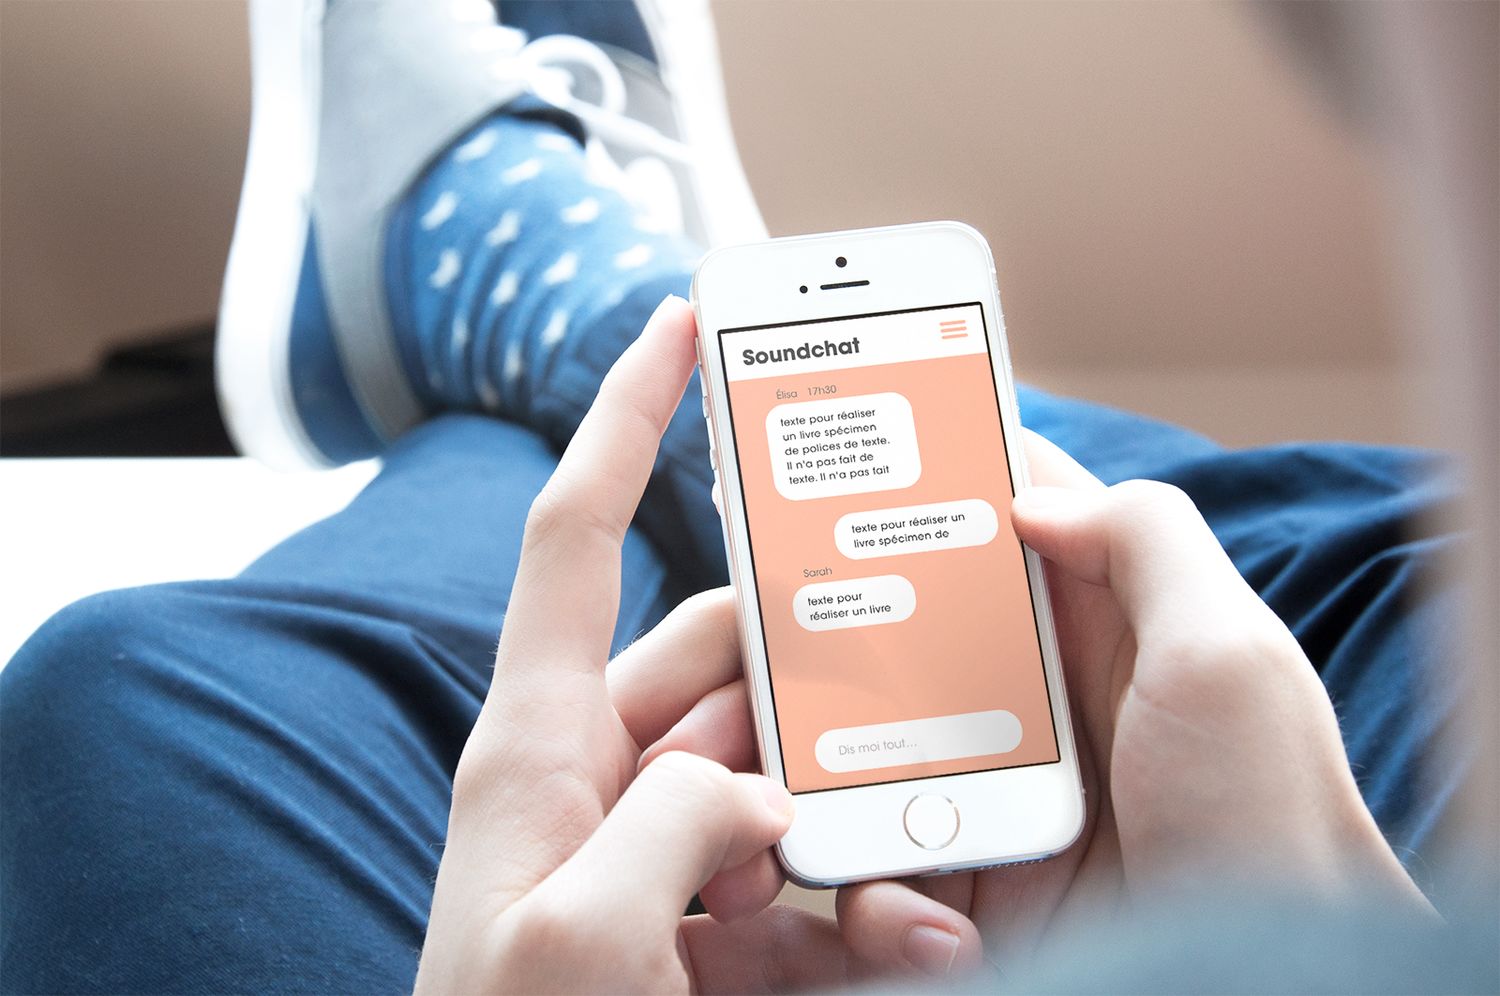 Soundchat
Élisa 17h30
texte pour réaliser
un livre spécimen
de polices de texte.
Il n'a pas fait de
texte. Il n'a pas fait
texte pour réaliser un
livre spécimen de
Sarah
texte pour
réaliser un livre
Dis moi tout...